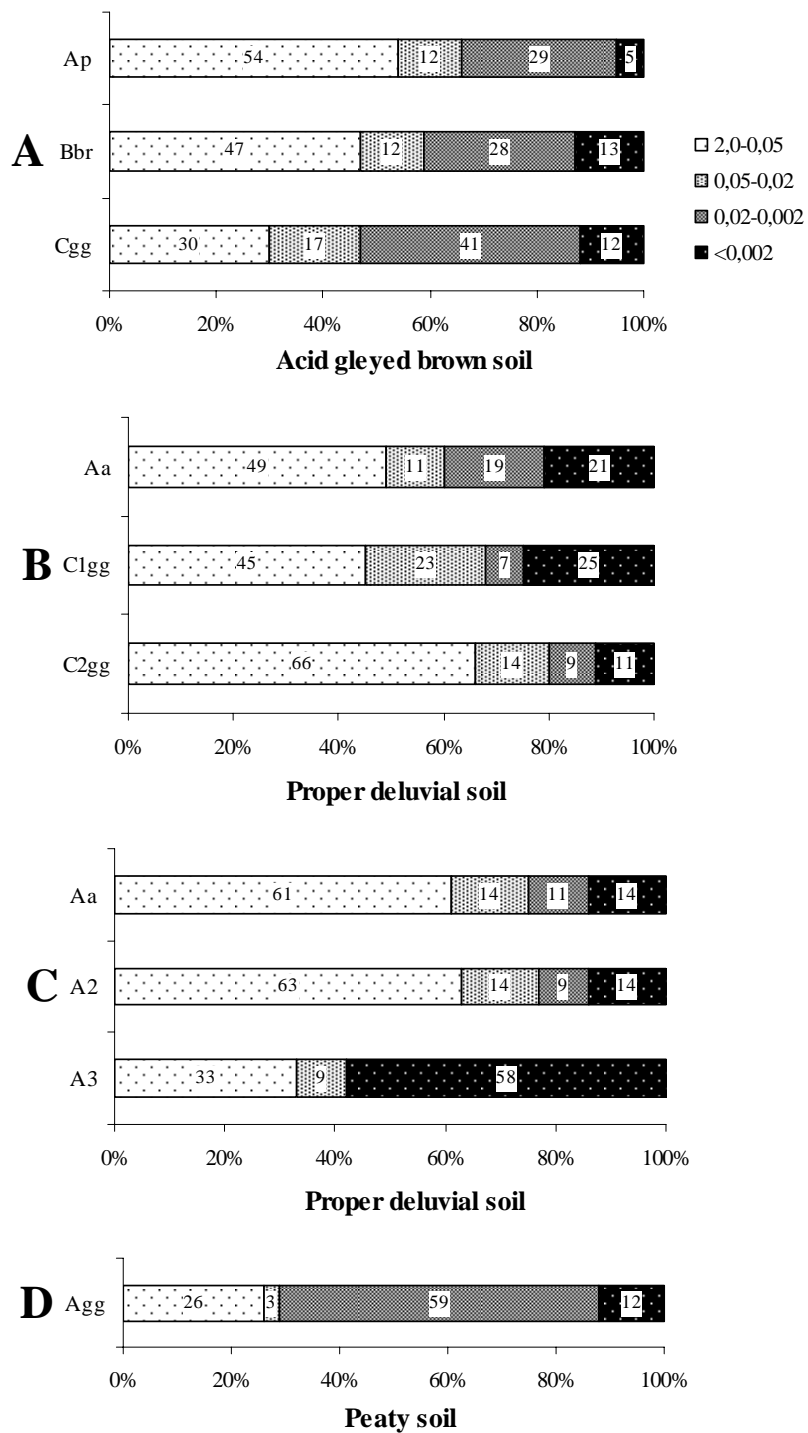 Ap 54 12 29 5
A Bbr 47 12 28 13
Cgg 30 17 41 12
2,0-0,05
0,05-0,02
0,02-0,002
<0,002
0% 20% 40% 60% 80% 100%
Acid gleyed brown soil
Aa 49 11 19 21
B C1gg 45 23 7 25
C2gg 66 14 9 11
0% 20% 40% 60% 80% 100%
Proper deluvial soil
Aa 61 14 11 14
C A2 63 14 9 14
A3 33 9 58
0% 20% 40% 60% 80% 100%
Proper deluvial soil
D Agg 26 3 59 12
0% 20% 40% 60% 80% 100%
Peaty soil